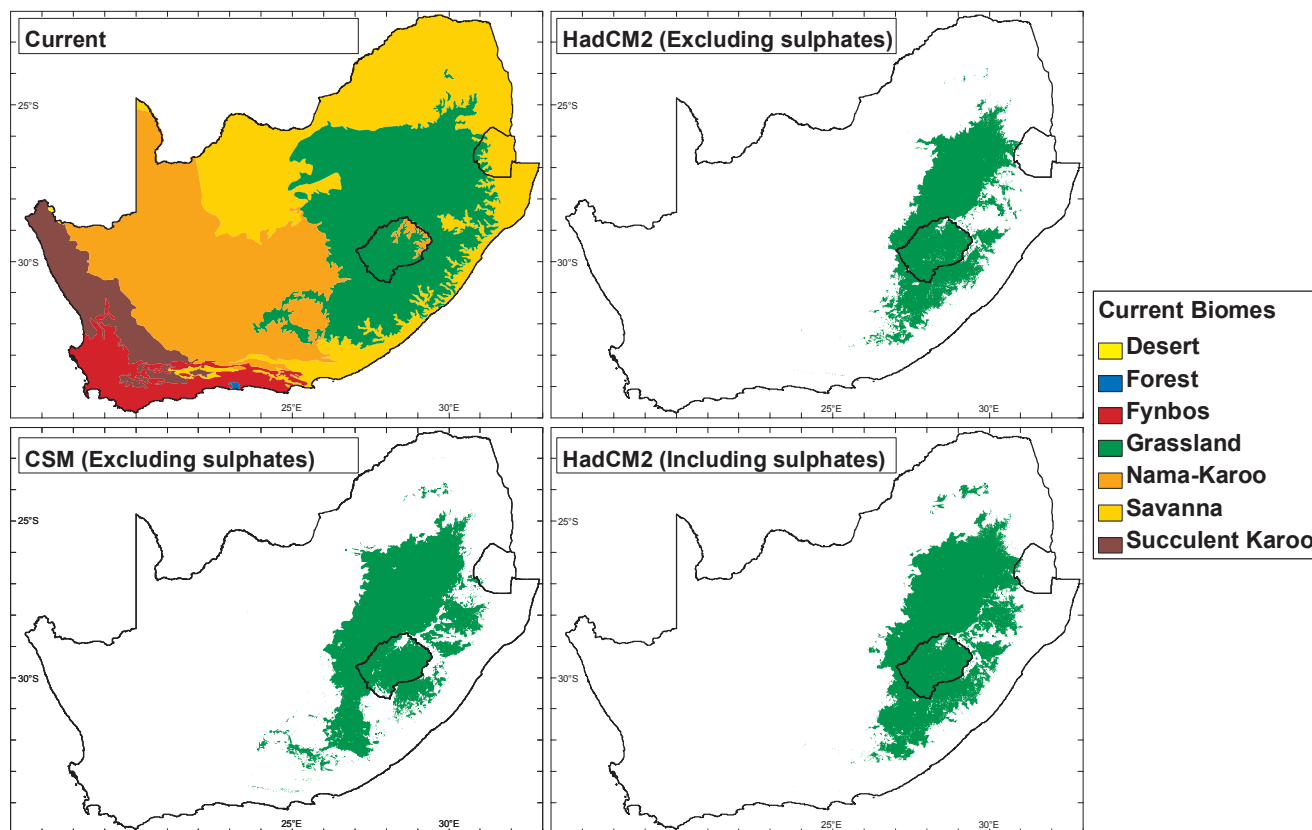 Current
HadCM2 (Excluding sulphates)
25°S
30°S
25°E
30°E
25°S
30°S
25°E
30°E
Current Biomes
Desert
Forest
Fynbos
Grassland
Nama-Karoo
Savanna
Succulent Karoo
CSM (Excluding sulphates)
HadCM2 (Including sulphates)
25°S
30°S
25°E
30°E
25°S
30°S
25°E
30°E